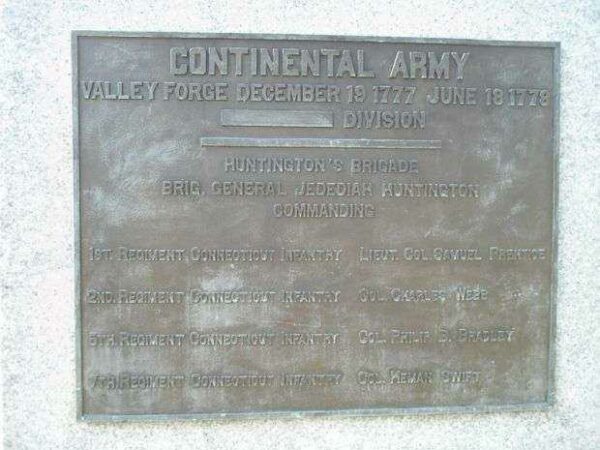 CONTINENTAL ARMY
VALLEY FORGE DECEMBER 19 1777 JUNE 18 1778
DIVISION
HUNTINGTON'S BRIGADE
BRIG. GENERAL JEDEDIAH HUNTINGTON
COMMANDING
1ST REGIMENT CONNECTICUT INFANTRY LIEUT. COL. SAMUEL PRENTICE
2ND REGIMENT CONNECTICUT INFANTRY COL. CHARLES WEBB
5TH REGIMENT CONNECTICUT INFANTRY COL. PHILIP B. BRADLEY
7TH REGIMENT CONNECTICUT INFANTRY COL. HEMAN SWIFT